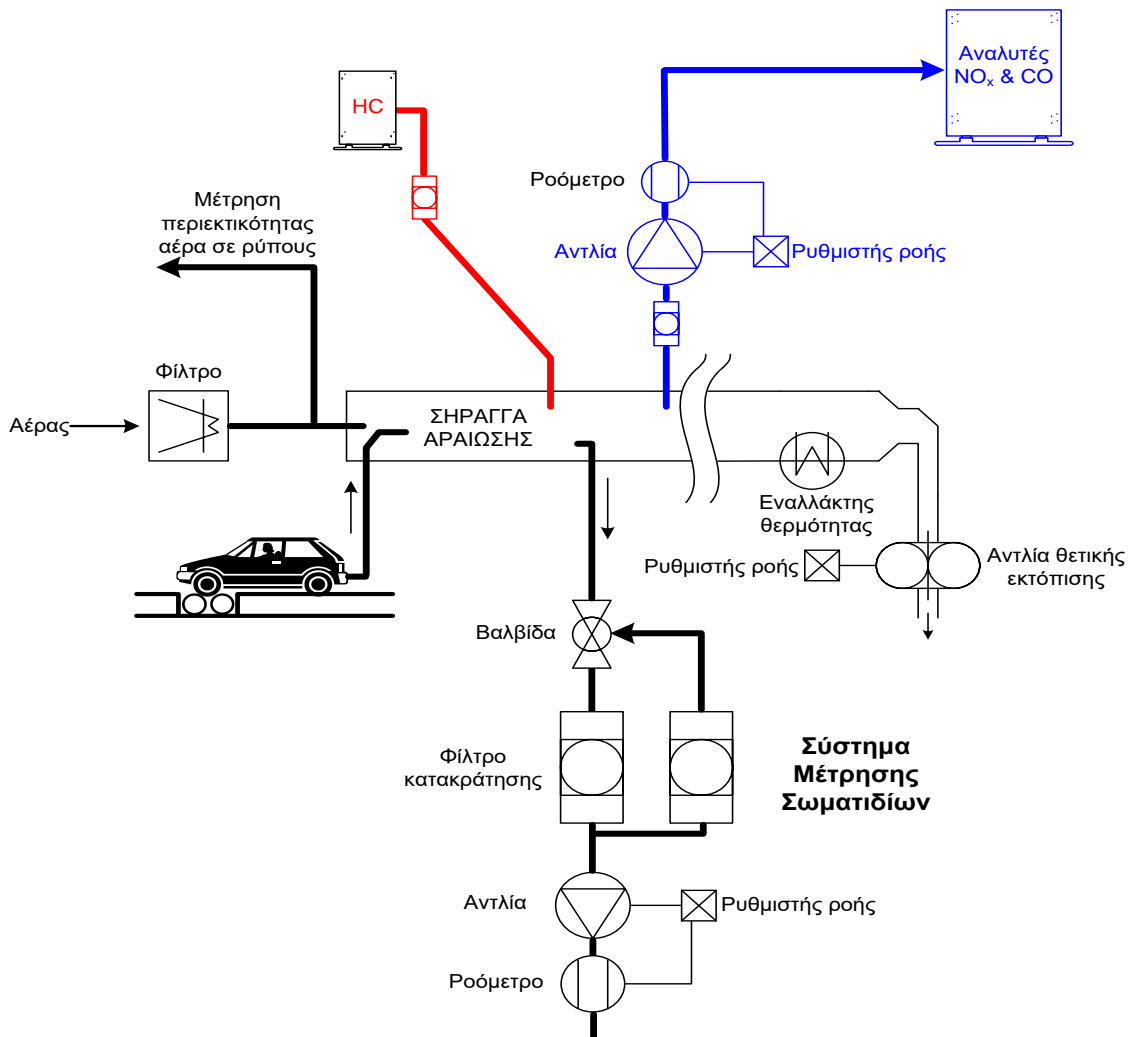 Αναλυτές
NOx & CO
HC
Ροόμετρο
Μέτρηση
περιεκτικότητας
αέρα σε ρύπους
Αντλία
Ρυθμιστής ροής
Φίλτρο
Αέρας
ΣΗΡΑΓΓΑ
ΑΡΑΙΩΣΗΣ
Εναλλάκτης
θερμότητας
Ρυθμιστής ροής
Αντλία θετικής
εκτόπισης
Βαλβίδα
Φίλτρο
κατακράτησης
Σύστημα
Μέτρησης
Σωματιδίων
Αντλία
Ρυθμιστής ροής
Ροόμετρο